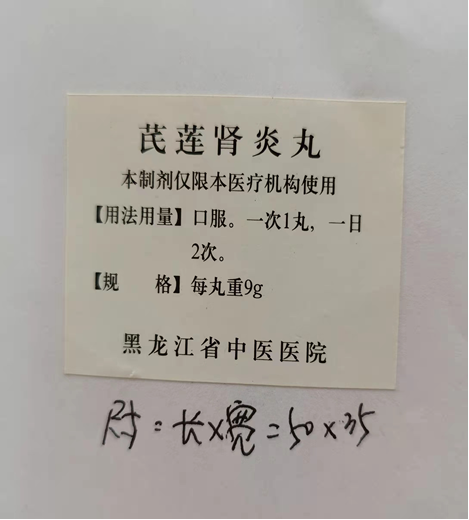 芪莲肾炎丸
本制剂仅限本医疗机构使用
【用法用量】口服。一次1丸，一日
2次。
【规　　格】每丸重9g
黑龙江省中医医院
尺寸=长×宽=50×35